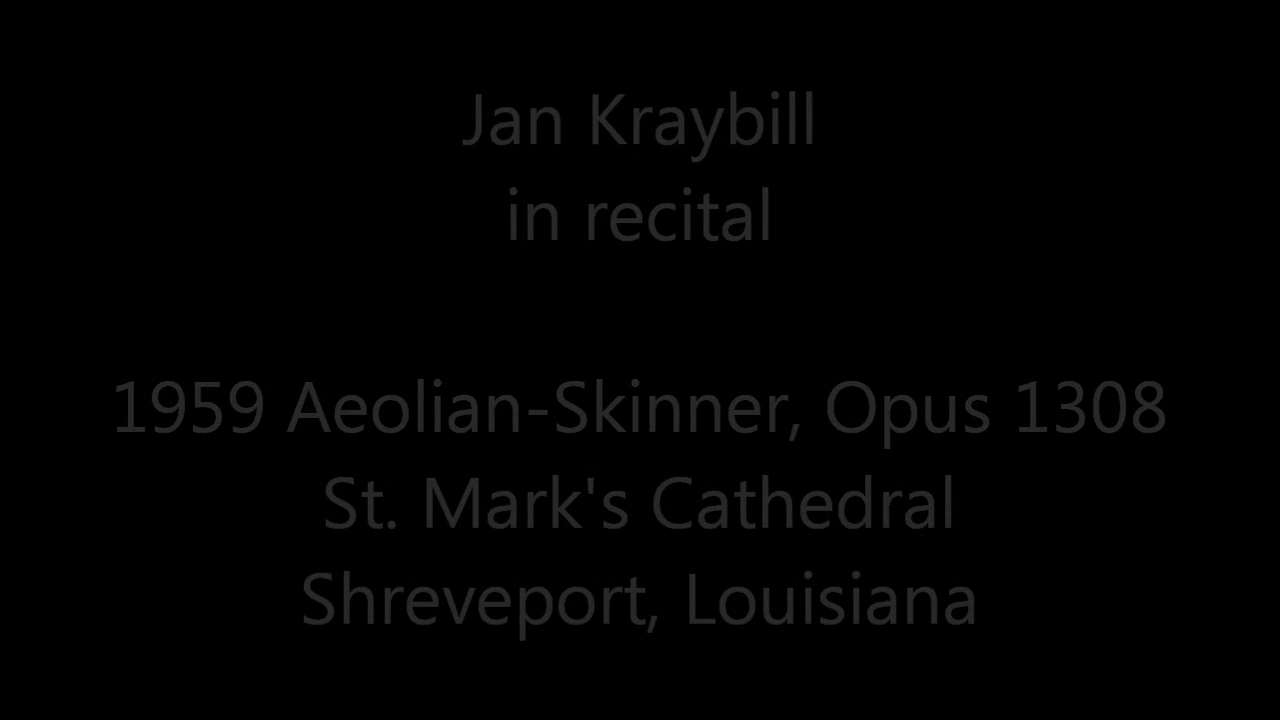 Jan Kraybill
in recital
1959 Aeolian-Skinner, Opus 1308
St. Mark's Cathedral
Shreveport, Louisiana